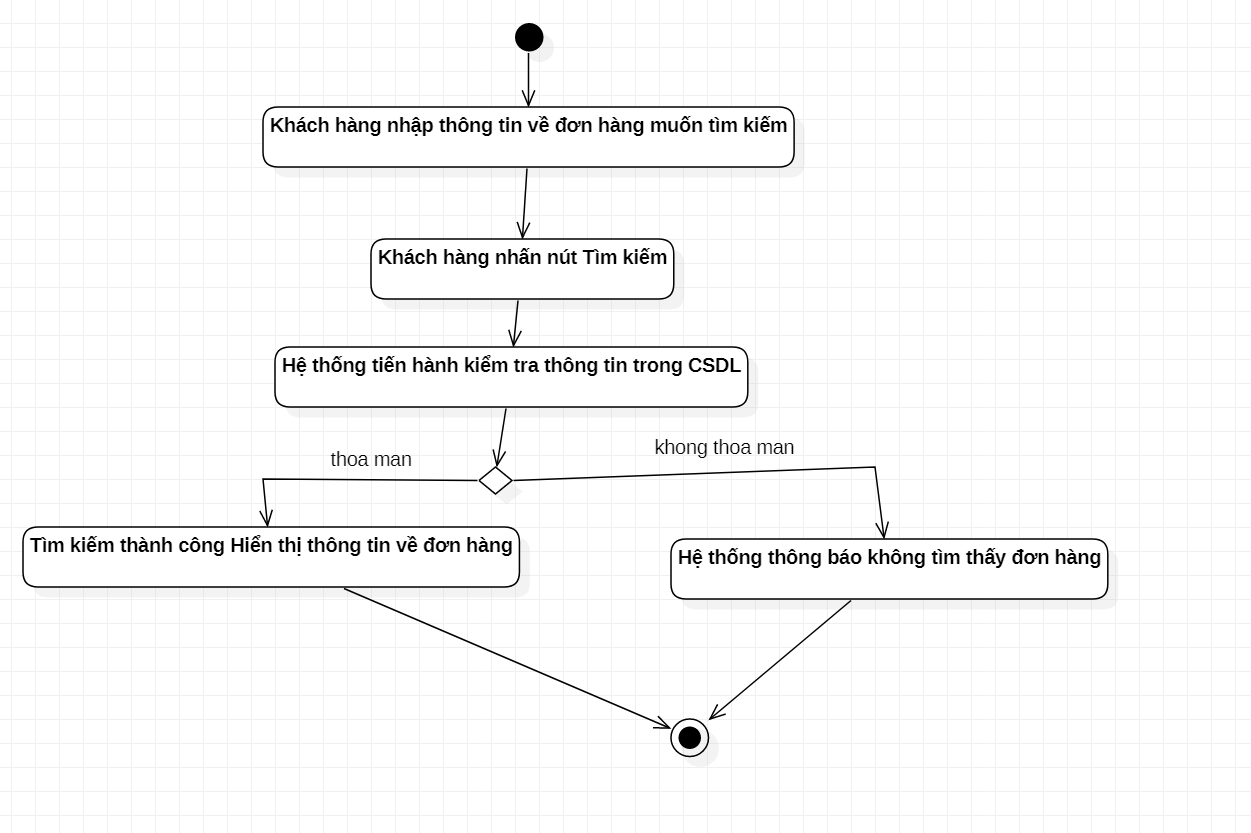 Khách hàng nhập thông tin về đơn hàng muốn tìm kiếm
Khách hàng nhấn nút Tìm kiếm
Hệ thống tiến hành kiểm tra thông tin trong CSDL
thoa man
khong thoa man
Tìm kiếm thành công Hiển thị thông tin về đơn hàng
Hệ thống thông báo không tìm thấy đơn hàng